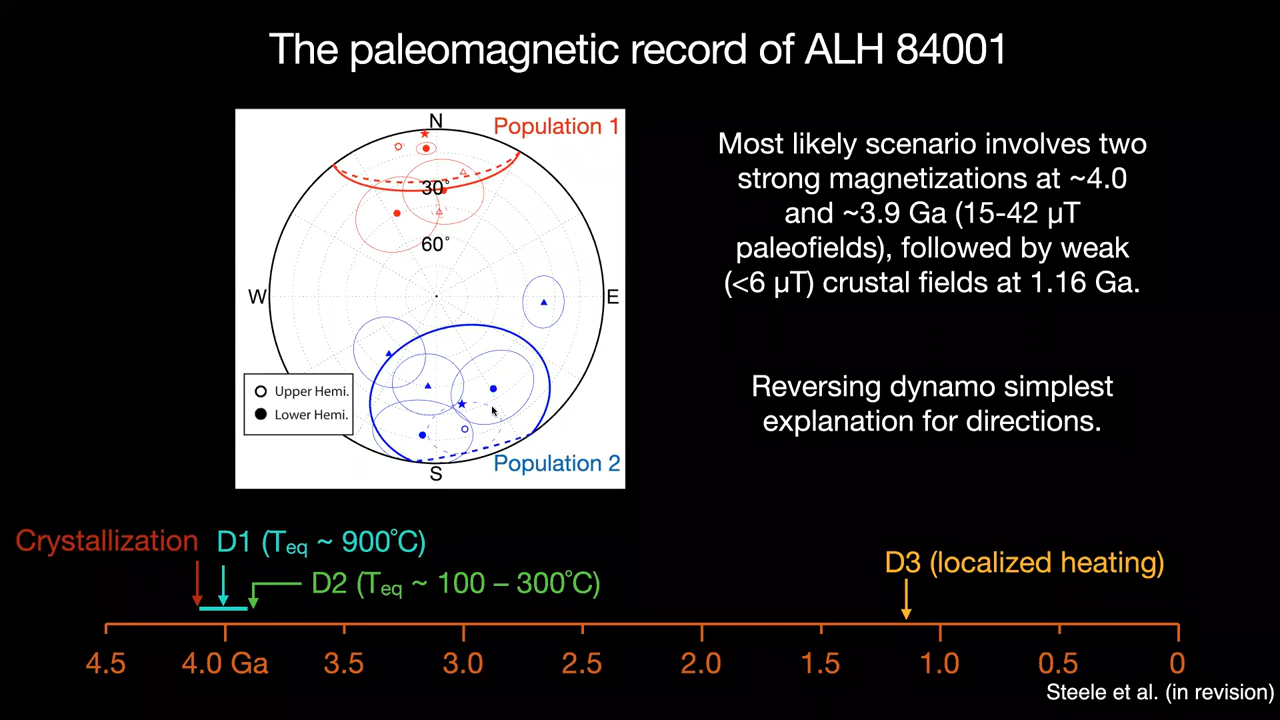 The paleomagnetic record of ALH 84001
N
Population 1
30°
60°
W
E
Upper Hemi.
Lower Hemi.
Population 2
S
Most likely scenario involves two
strong magnetizations at ~4.0
and ~3.9 Ga (15-42 μT
paleofields), followed by weak
(<6 μT) crustal fields at 1.16 Ga.
Reversing dynamo simplest
explanation for directions.
Crystallization
D1 (Teq ~ 900°C)
D2 (Teq ~ 100 – 300°C)
D3 (localized heating)
4.5 4.0 Ga 3.5 3.0 2.5 2.0 1.5 1.0 0.5 0
Steele et al. (in revision)